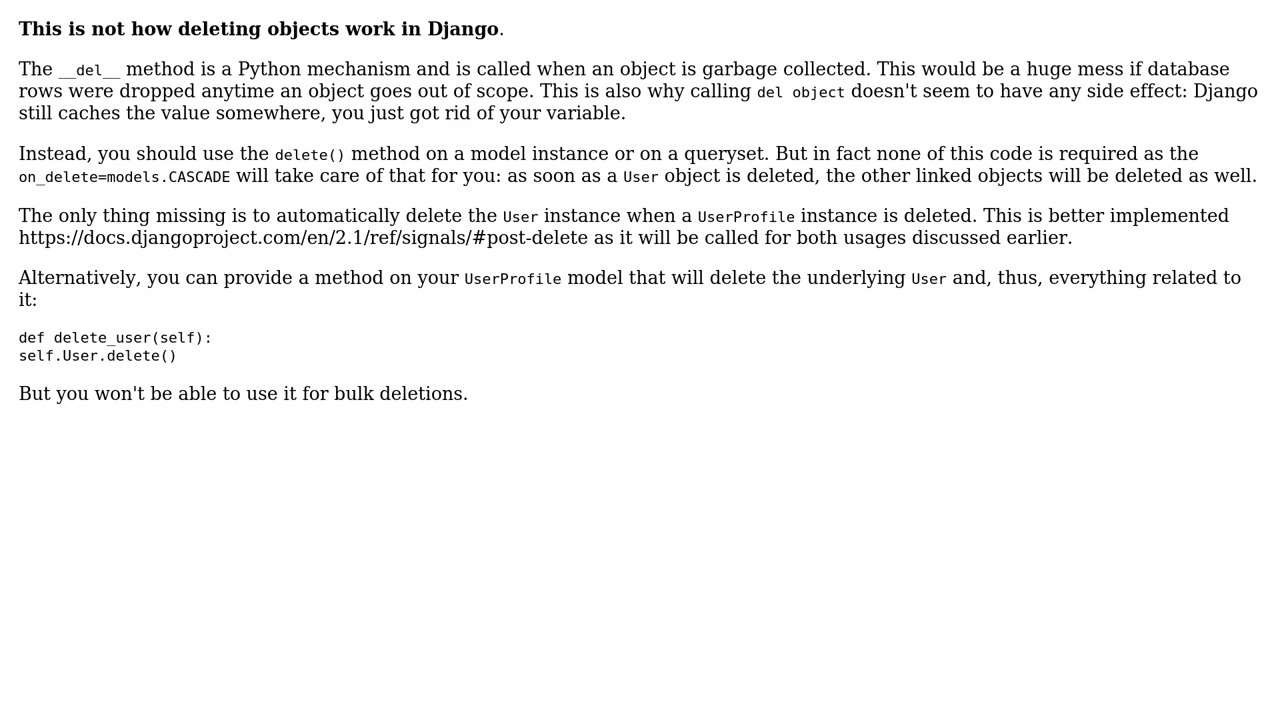 This is not how deleting objects work in Django.
The __del__ method is a Python mechanism and is called when an object is garbage collected. This would be a huge mess if database
rows were dropped anytime an object goes out of scope. This is also why calling del object doesn't seem to have any side effect: Django
still caches the value somewhere, you just got rid of your variable.
Instead, you should use the delete() method on a model instance or on a queryset. But in fact none of this code is required as the
on_delete=models.CASCADE will take care of that for you: as soon as a User object is deleted, the other linked objects will be deleted as well.
The only thing missing is to automatically delete the User instance when a UserProfile instance is deleted. This is better implemented
https://docs.djangoproject.com/en/2.1/ref/signals/#post-delete as it will be called for both usages discussed earlier.
Alternatively, you can provide a method on your UserProfile model that will delete the underlying User and, thus, everything related to
it:
def delete_user(self):
self.User.delete()
But you won't be able to use it for bulk deletions.